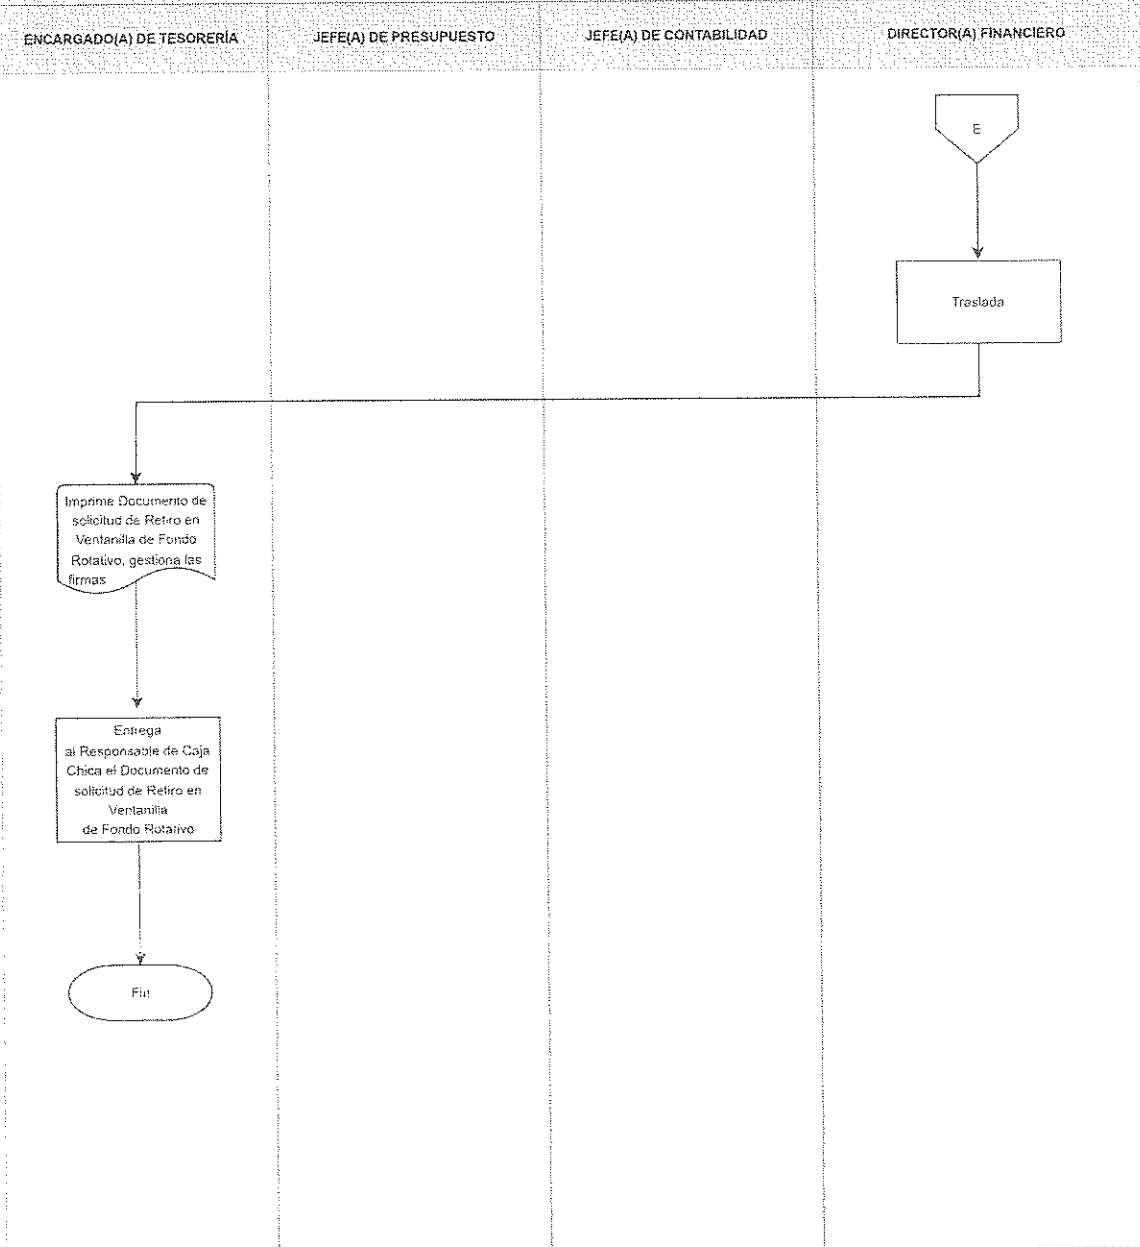 ENCARGADO(A) DE TESORERÍA
JEFE(A) DE PRESUPUESTO
JEFE(A) DE CONTABILIDAD
DIRECTOR(A) FINANCIERO
E
Traslada
Imprime Documento de
solicitud de Retiro en
Ventanilla de Fondo
Rotativo, gestiona las
firmas
Entrega
al Responsable de Caja
Chica el Documento de
solicitud de Retiro en
Ventanilla
de Fondo Rotativo
Fin